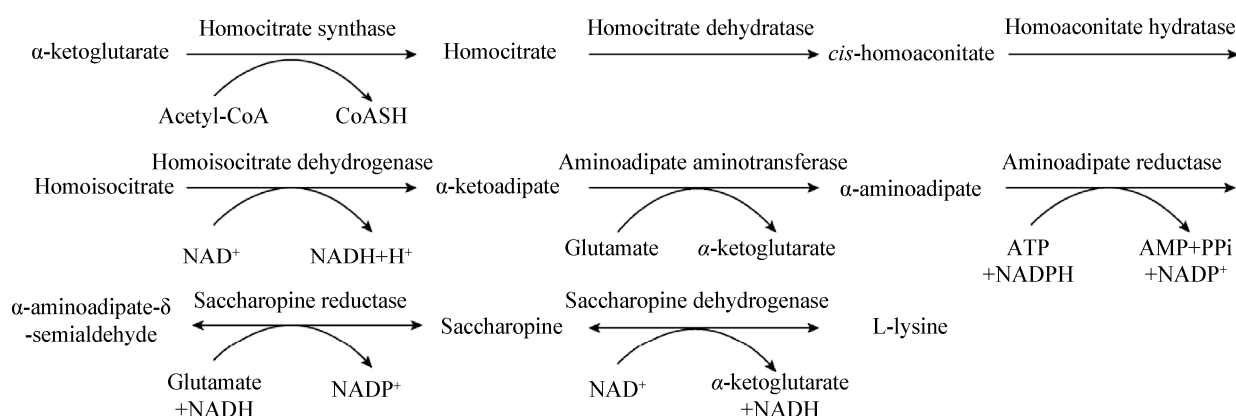 Homocitrate synthase
Homocitrate dehydratase
Homoaconitate hydratase
α-ketoglutarate
Homocitrate
cis-homoaconitate
Acetyl-CoA
CoASH
Homoisocitrate dehydrogenase
Aminoadipate aminotransferase
Aminoadipate reductase
Homoisocitrate
α-ketoadipate
α-aminoadipate
NAD⁺
NADH+H⁺
Glutamate
α-ketoglutarate
ATP
+NADPH
AMP+PPi
+NADP⁺
α-aminoadipate-δ
-semialdehyde
Saccharopine reductase
Saccharopine
Saccharopine dehydrogenase
L-lysine
Glutamate
+NADH
NADP⁺
NAD⁺
α-ketoglutarate
+NADH